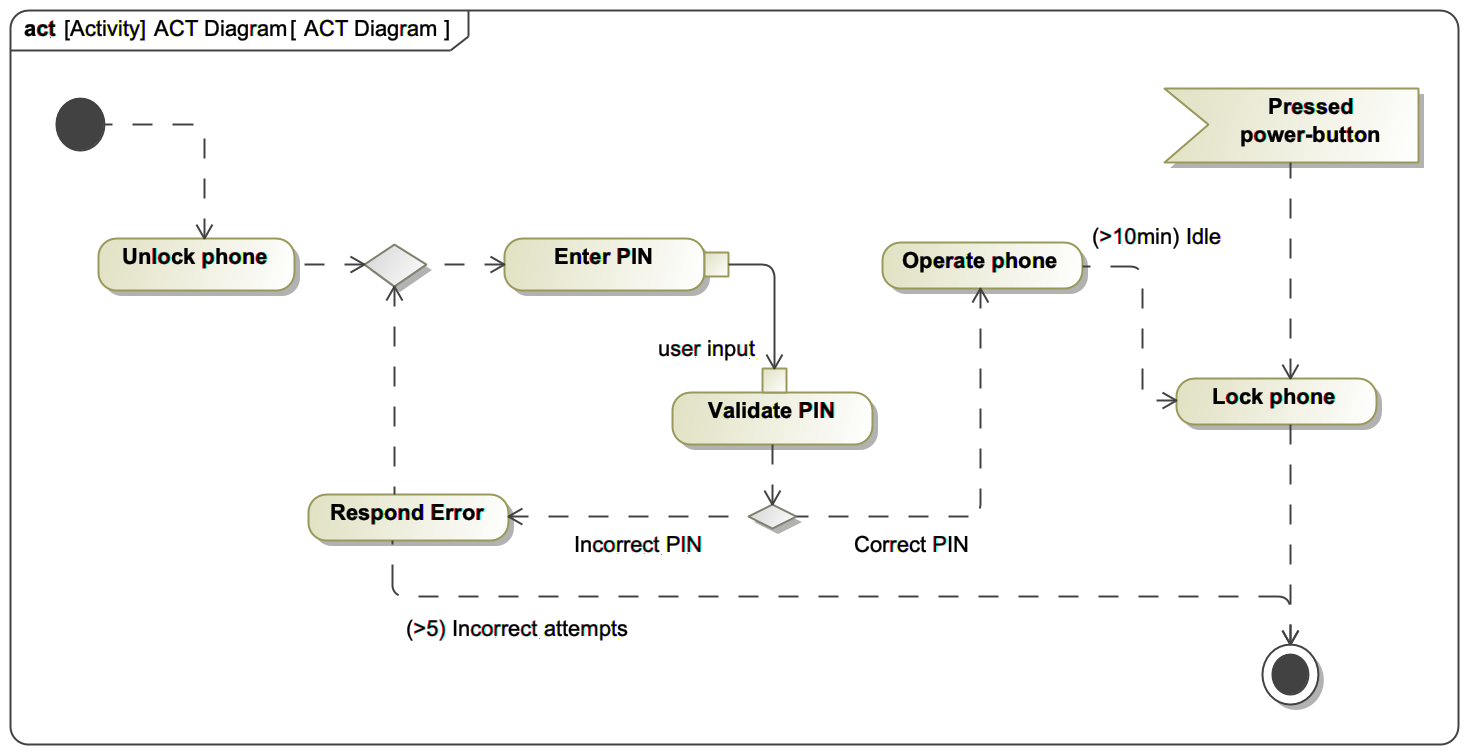 act [Activity] ACT Diagram[ ACT Diagram ]
Pressed
power-button
(>10min) Idle
Unlock phone
Enter PIN
Operate phone
user input
Lock phone
Validate PIN
Respond Error
Incorrect PIN
Correct PIN
(>5) Incorrect attempts